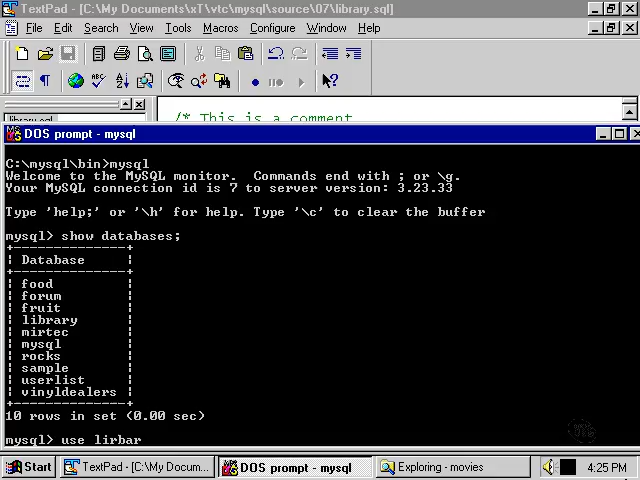 TextPad - [C:\My Documents\xT\vtc\mysql\source\07\library.sql]
File Edit Search View Tools Macros Configure Window Help
library.sql
/* This is a comment
DOS prompt - mysql
C:\mysql\bin>mysql
Welcome to the MySQL monitor.  Commands end with ; or \g.
Your MySQL connection id is 7 to server version: 3.23.33
Type 'help;' or '\h' for help. Type '\c' to clear the buffer
mysql> show databases;
Database
food
forum
fruit
library
mirtec
mysql
rocks
sample
userlist
vinyldealers
10 rows in set (0.00 sec)
mysql> use lirbar
Start TextPad - [C:\My Docum... DOS prompt - mysql Exploring - movies 4:25 PM